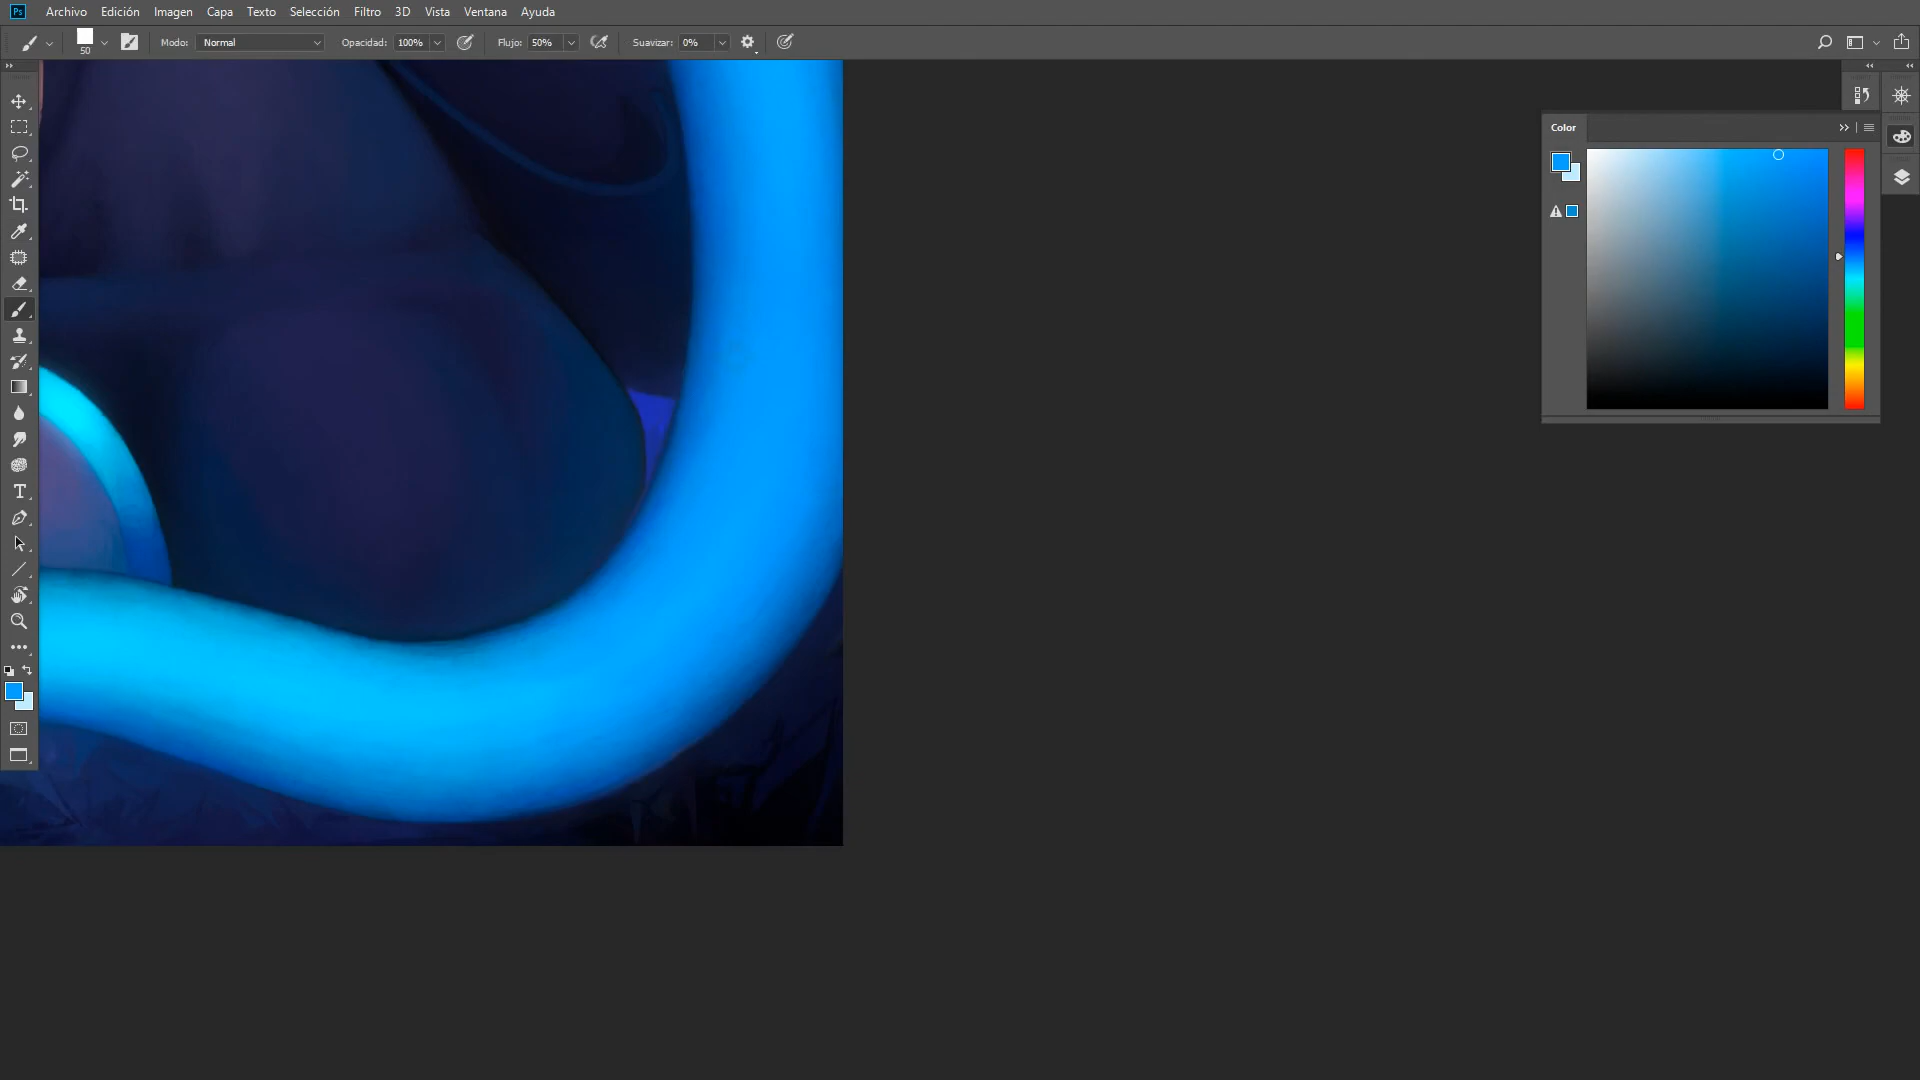 Ps Archivo Edición Imagen Capa Texto Selección Filtro 3D Vista Ventana Ayuda
50 Modo: Normal Opacidad: 100% Flujo: 50% Suavizar: 0%
Color